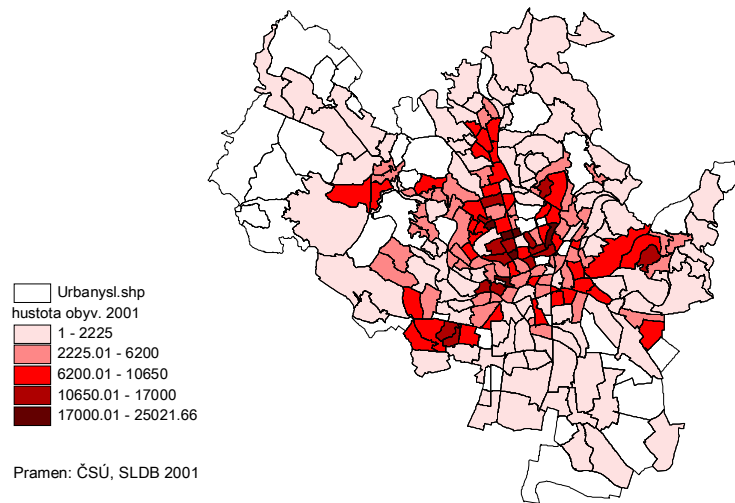 Urbanysl.shp
hustota obyv. 2001
1 - 2225
2225.01 - 6200
6200.01 - 10650
10650.01 - 17000
17000.01 - 25021.66
Pramen: ČSÚ, SLDB 2001